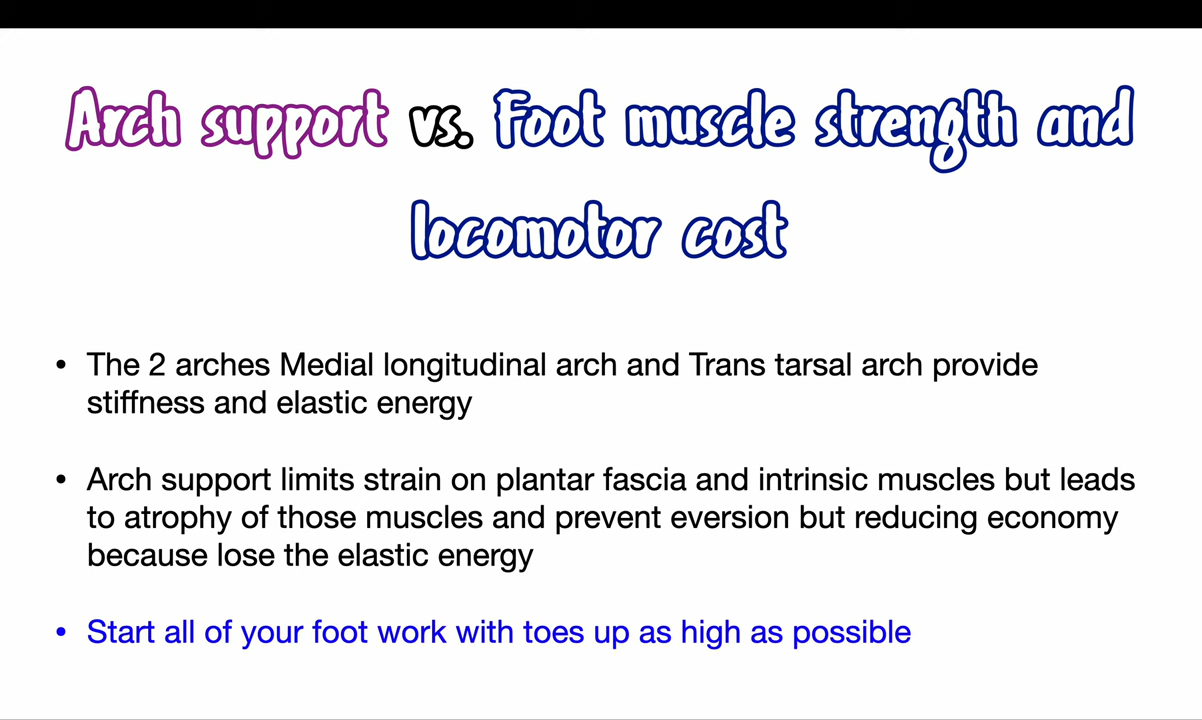 Arch support vs. Foot muscle strength and
locomotor cost
• The 2 arches Medial longitudinal arch and Trans tarsal arch provide
stiffness and elastic energy
• Arch support limits strain on plantar fascia and intrinsic muscles but leads
to atrophy of those muscles and prevent eversion but reducing economy
because lose the elastic energy
• Start all of your foot work with toes up as high as possible